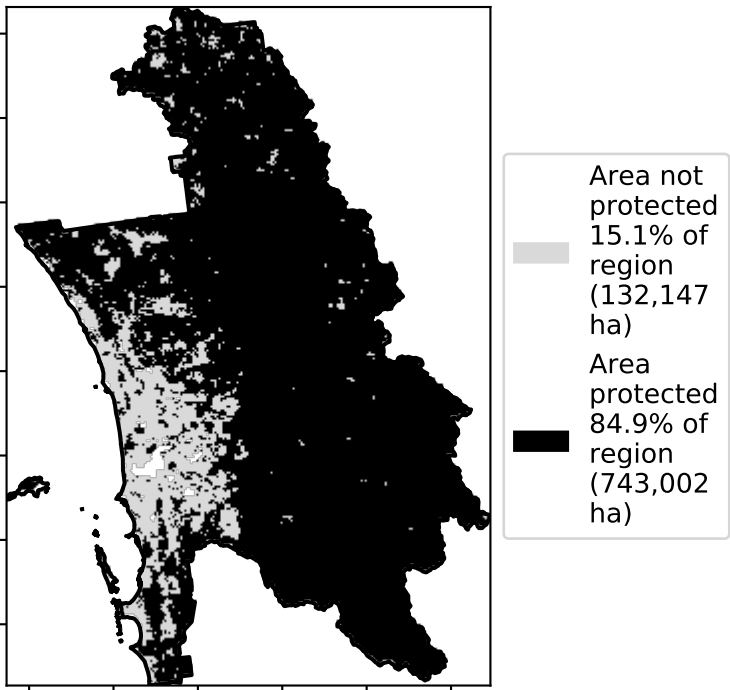 Area not
protected
15.1% of
region
(132,147
ha)
Area
protected
84.9% of
region
(743,002
ha)